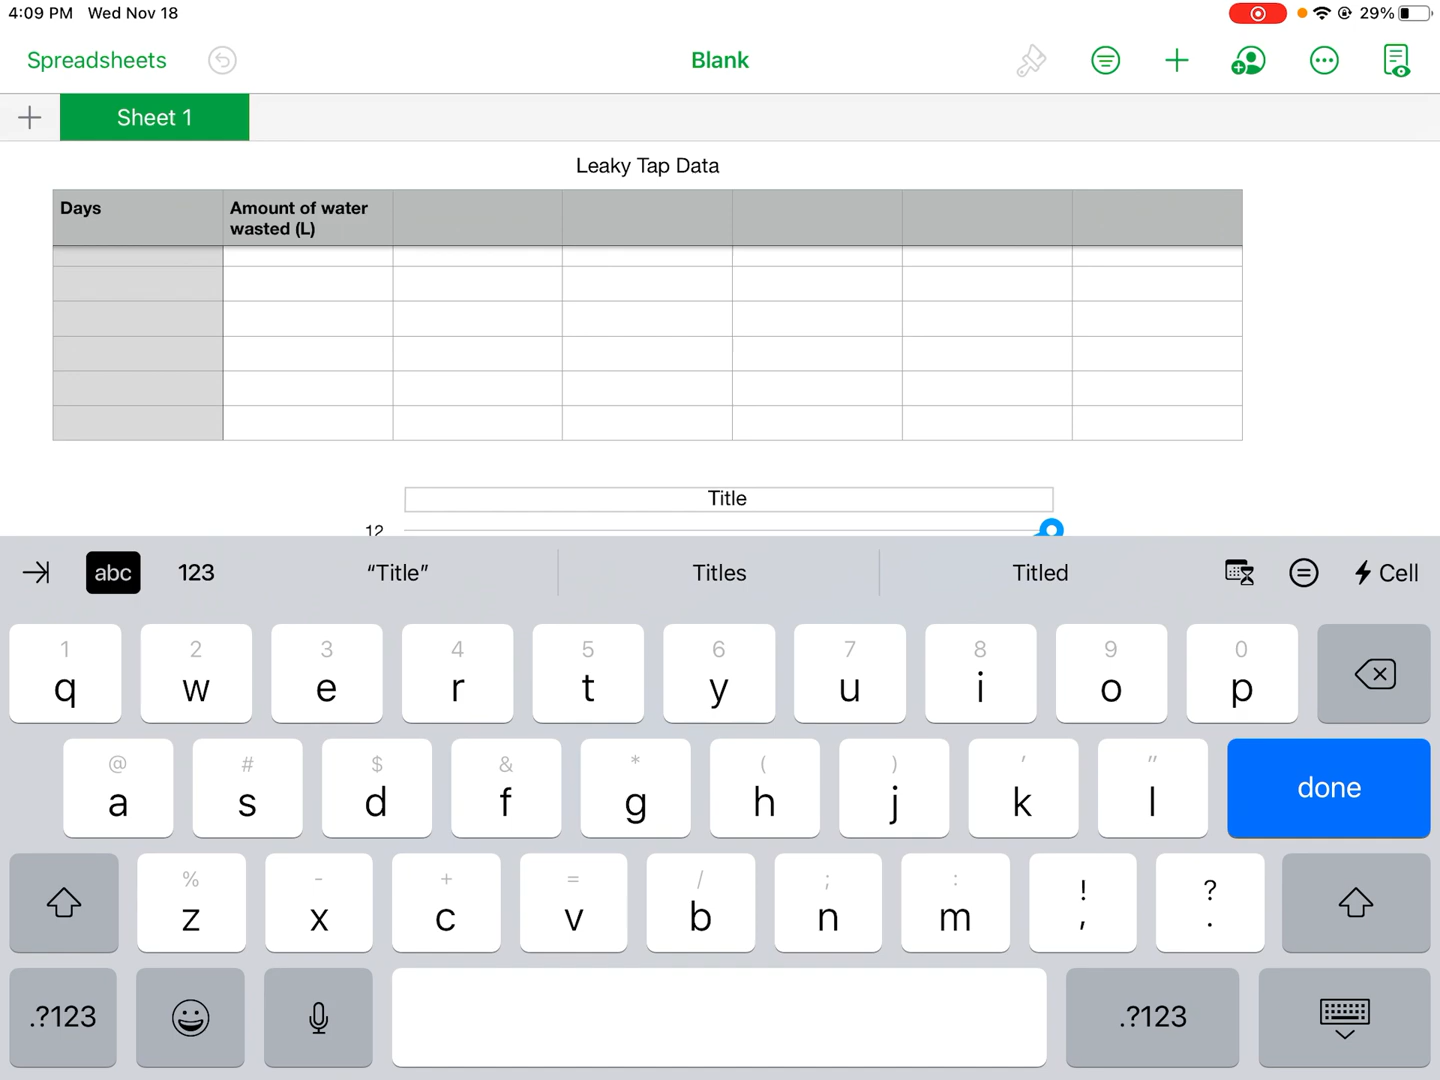 4:09 PM Wed Nov 18 29%
Spreadsheets Blank
Sheet 1
Leaky Tap Data
Days Amount of water
wasted (L)
Title
12
abc 123 “Title” Titles Titled Cell
1 2 3 4 5 6 7 8 9 0
q w e r t y u i o p
@ # $ & * ( ) ' "
a s d f g h j k l done
% - + = / ; : ! ?
z x c v b n m , .
.?123 .?123